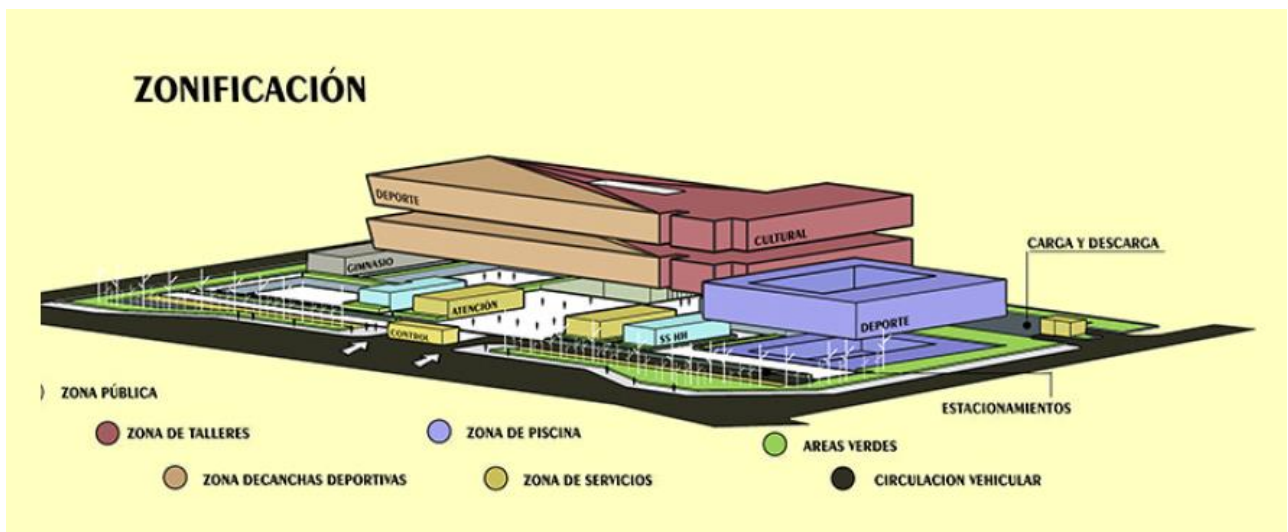 ZONIFICACIÓN
DEPORTE
CULTURAL
CARGA Y DESCARGA
GIMNASIO
ATENCIÓN
CONTROL
SS HH
DEPORTE
ESTACIONAMIENTOS
ZONA PÚBLICA
ZONA DE TALLERES
ZONA DE PISCINA
AREAS VERDES
ZONA DECANCHAS DEPORTIVAS
ZONA DE SERVICIOS
CIRCULACION VEHICULAR